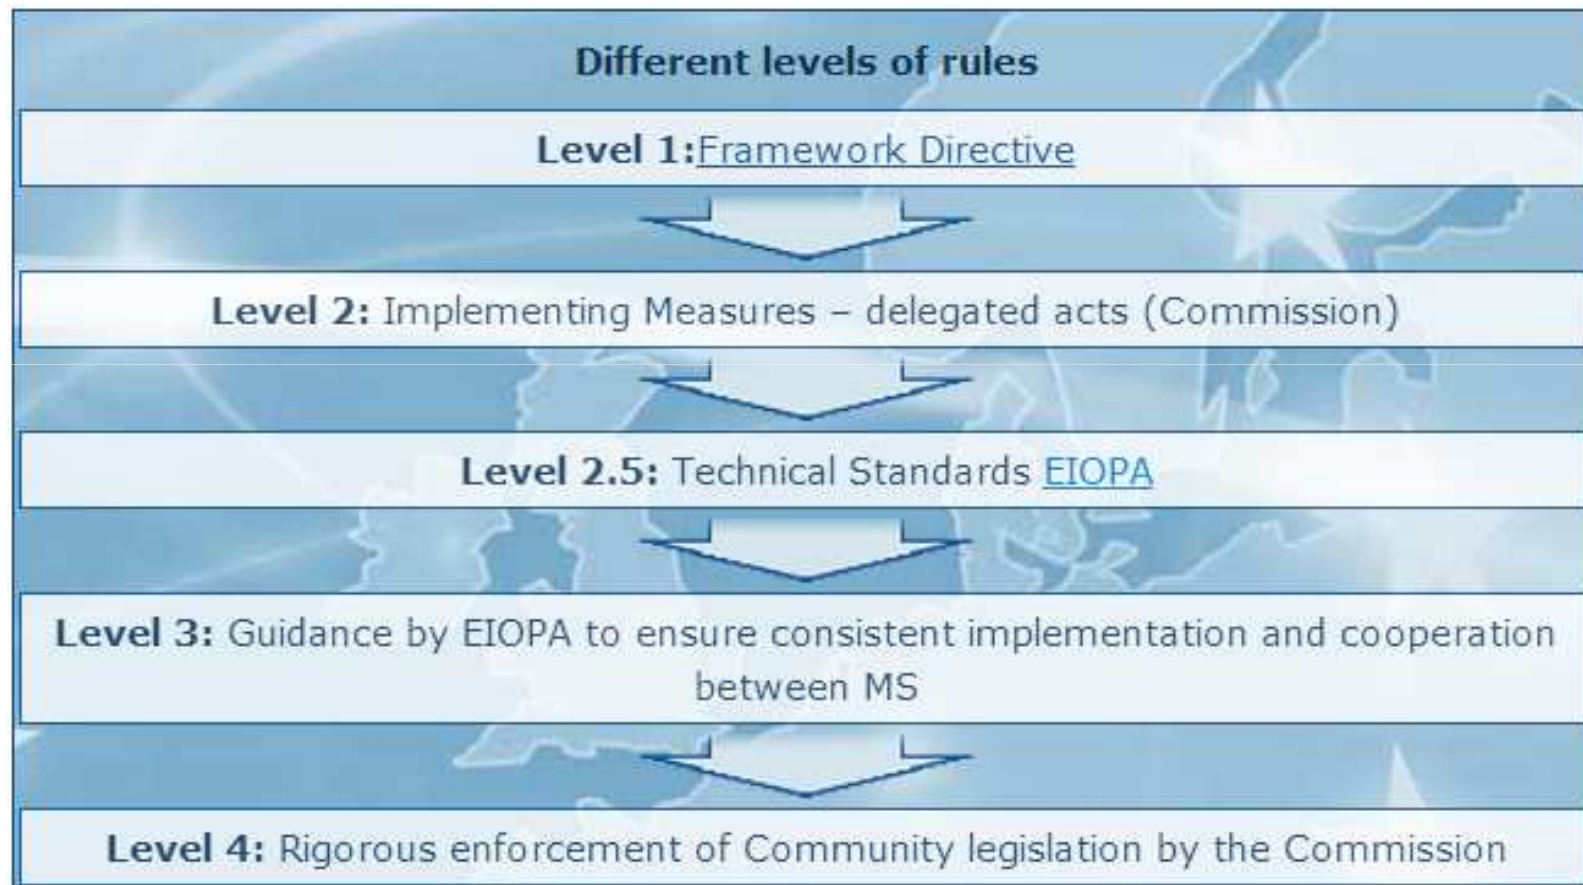 Different levels of rules
Level 1:Framework Directive
Level 2: Implementing Measures – delegated acts (Commission)
Level 2.5: Technical Standards EIOPA
Level 3: Guidance by EIOPA to ensure consistent implementation and cooperation
between MS
Level 4: Rigorous enforcement of Community legislation by the Commission